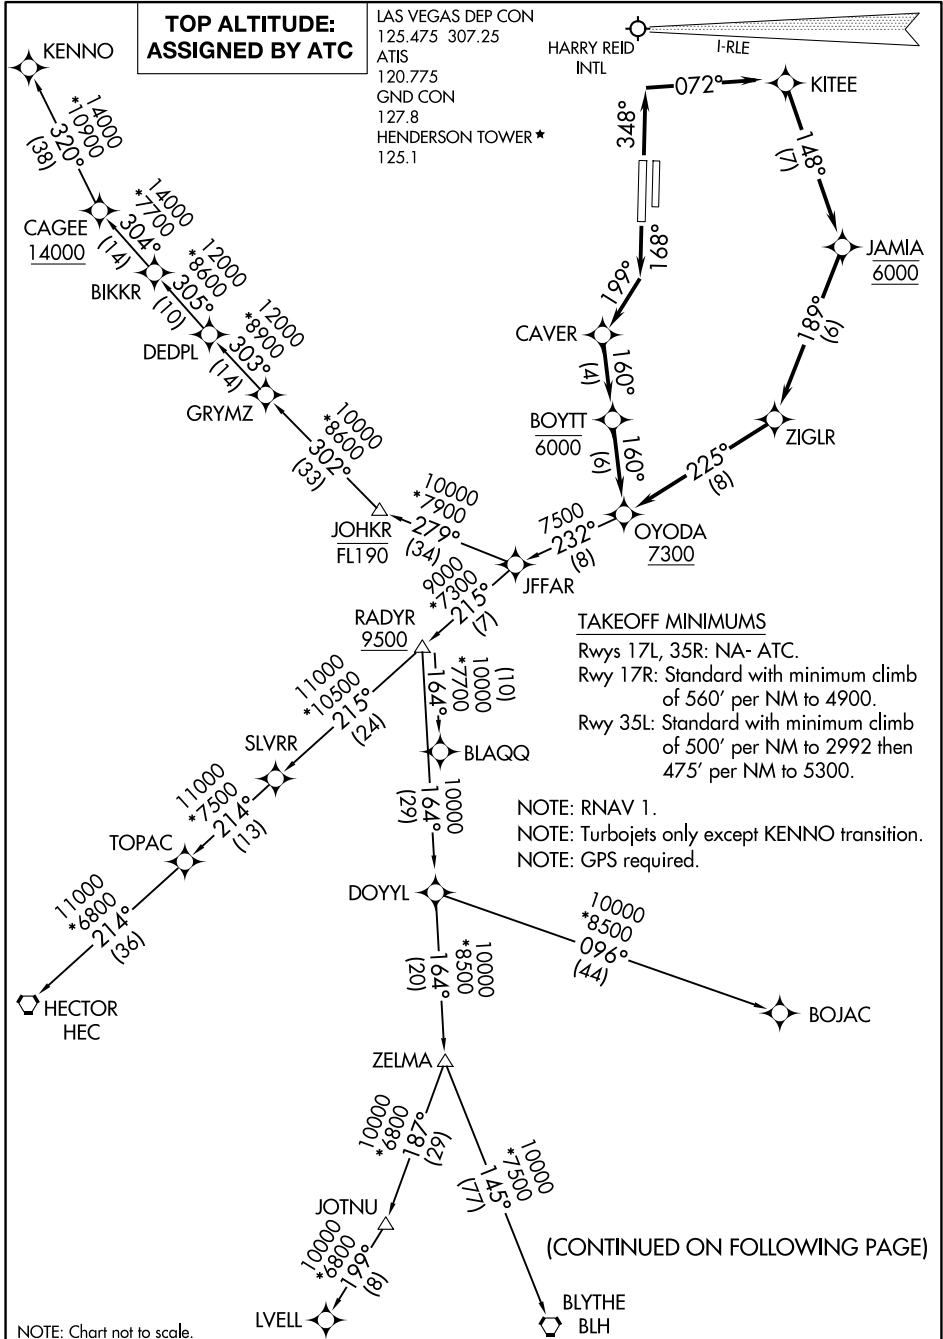 TOP ALTITUDE:
ASSIGNED BY ATC
LAS VEGAS DEP CON
125.475 307.25
ATIS
120.775
GND CON
127.8
HENDERSON TOWER★
125.1
HARRY REID
INTL
I-RLE
KENNO
14000
*10900
320°
(38)
CAGEE
14000
14000
*7700
304°
(14)
BIKKR
12000
*8600
305°
(10)
DEDPL
12000
*8900
303°
(14)
GRYMZ
10000
*8600
302°
(33)
JOHKR
FL190
10000
*7900
279°
(34)
JFFAR
348°
072°
KITEE
148°
(7)
JAMIA
6000
189°
(6)
ZIGLR
225°
(8)
168°
199°
CAVER
160°
(4)
BOYTT
6000
160°
(6)
OYODA
7300
7500
232°
(8)
9000
*7300
215°
(7)
RADYR
9500
11000
*10500
215°
(24)
SLVRR
11000
*7500
214°
(13)
TOPAC
11000
*6800
214°
(36)
HECTOR
HEC
(10)
10000
*7700
164°
BLAQQ
10000
164°
(29)
DOYYL
10000
*8500
096°
(44)
BOJAC
10000
*8500
164°
(20)
ZELMA
10000
*6800
187°
(29)
JOTNU
10000
*6800
199°
(8)
LVELL
10000
*7500
145°
(77)
BLYTHE
BLH
TAKEOFF MINIMUMS
Rwys 17L, 35R: NA- ATC.
Rwy 17R: Standard with minimum climb
of 560' per NM to 4900.
Rwy 35L: Standard with minimum climb
of 500' per NM to 2992 then
475' per NM to 5300.
NOTE: RNAV 1.
NOTE: Turbojets only except KENNO transition.
NOTE: GPS required.
(CONTINUED ON FOLLOWING PAGE)
NOTE: Chart not to scale.